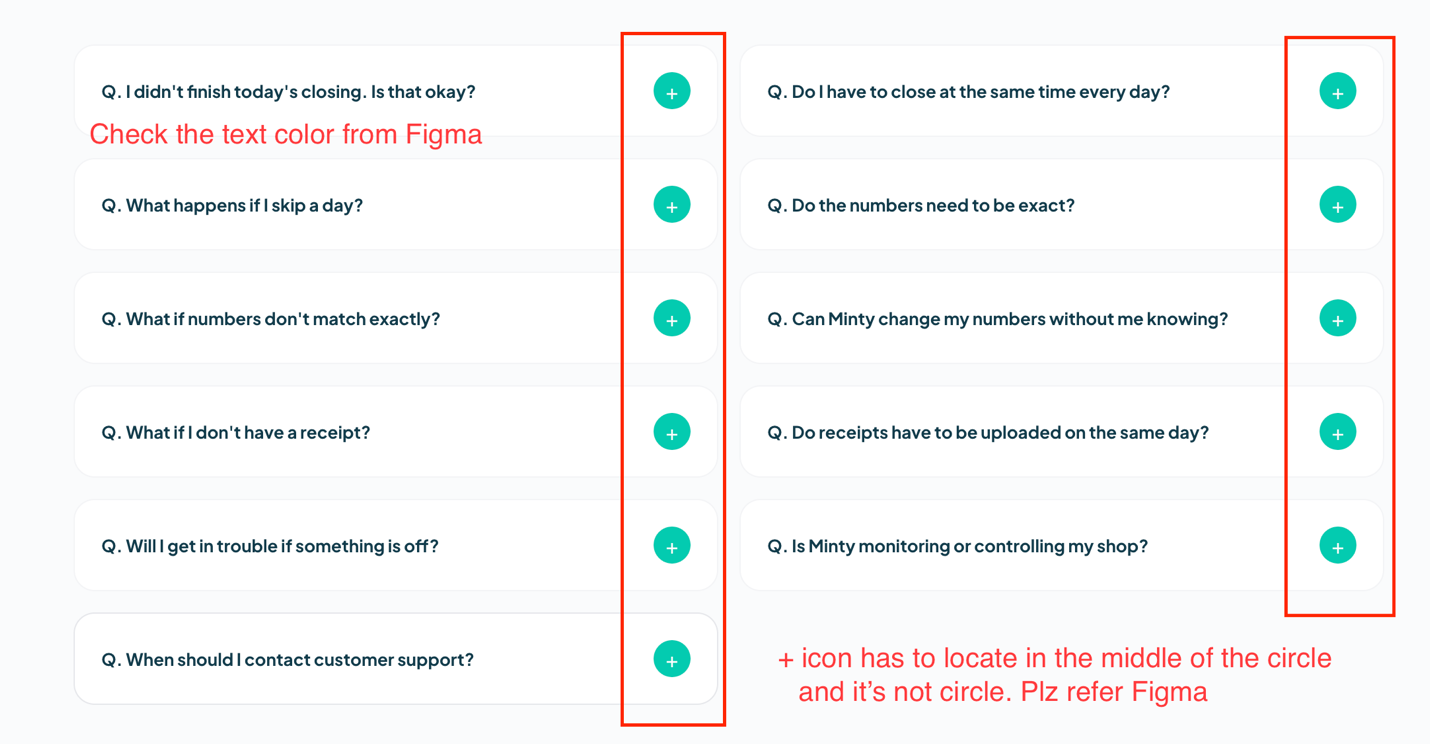 Q. I didn't finish today's closing. Is that okay?
+
Q. Do I have to close at the same time every day?
+
Check the text color from Figma
Q. What happens if I skip a day?
+
Q. Do the numbers need to be exact?
+
Q. What if numbers don't match exactly?
+
Q. Can Minty change my numbers without me knowing?
+
Q. What if I don't have a receipt?
+
Q. Do receipts have to be uploaded on the same day?
+
Q. Will I get in trouble if something is off?
+
Q. Is Minty monitoring or controlling my shop?
+
Q. When should I contact customer support?
+
+ icon has to locate in the middle of the circle
and it’s not circle. Plz refer Figma